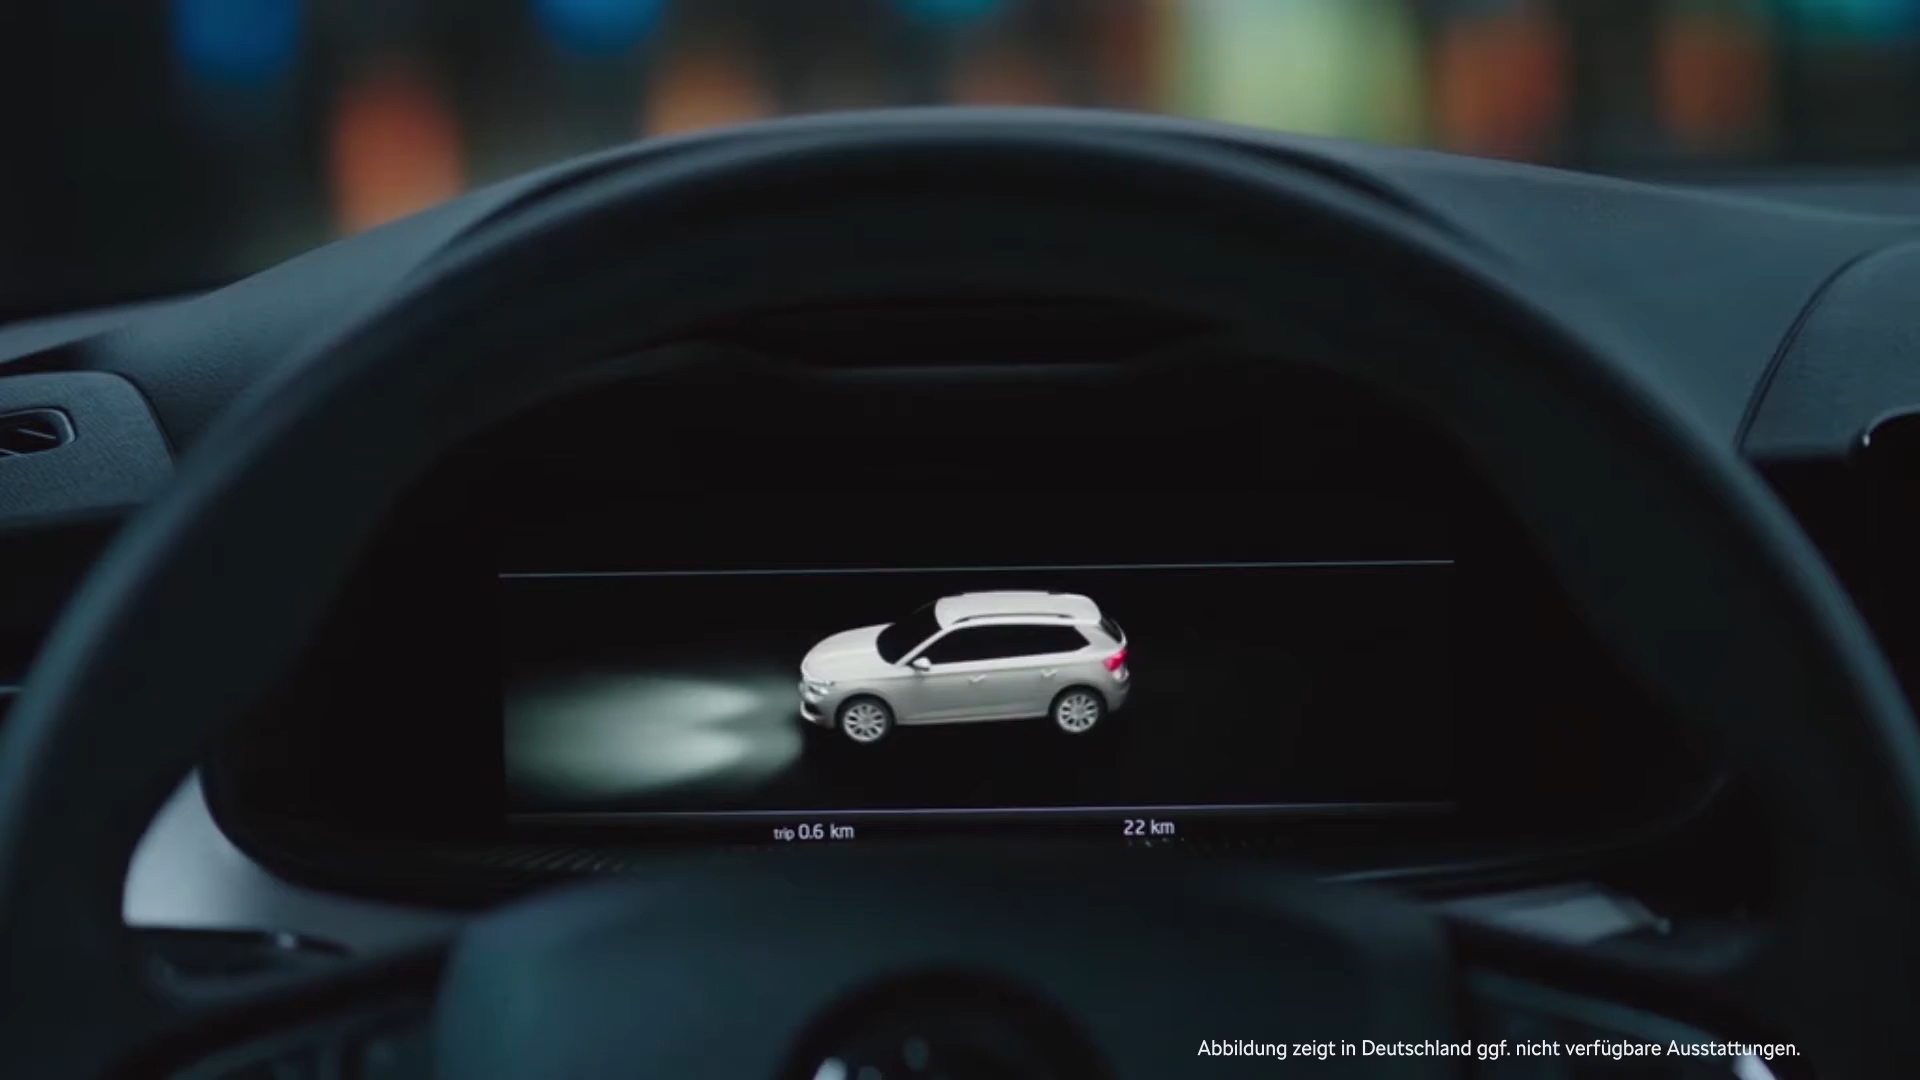 trip 0.6 km
22 km
Abbildung zeigt in Deutschland ggf. nicht verfügbare Ausstattungen.